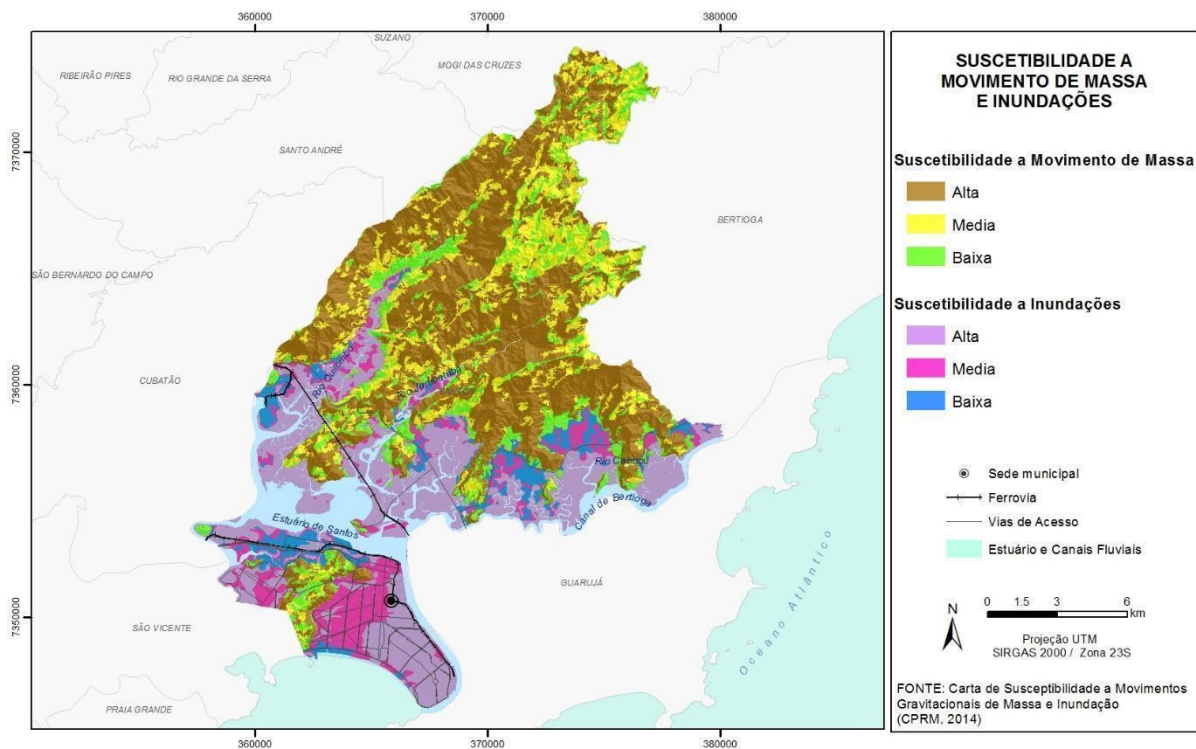 360000
370000
380000
SUZANO
RIBEIRÃO PIRES
RIO GRANDE DA SERRA
MOGI DAS CRUZES
7370000
SANTO ANDRÉ
BERTIOGA
SÃO BERNARDO DO CAMPO
CUBATÃO
7360000
Rio Quilombo
Rio Jurubatuba
Rio Cabuçu
Canal de Bertioga
Estuário de Santos
GUARUJÁ
Oceano Atlântico
7350000
SÃO VICENTE
PRAIA GRANDE
360000
370000
380000
SUSCETIBILIDADE A
MOVIMENTO DE MASSA
E INUNDAÇÕES
Suscetibilidade a Movimento de Massa
Alta
Media
Baixa
Suscetibilidade a Inundações
Alta
Media
Baixa
Sede municipal
Ferrovia
Vias de Acesso
Estuário e Canais Fluviais
N
0 1.5 3 6
km
Projeção UTM
SIRGAS 2000 / Zona 23S
FONTE: Carta de Susceptibilidade a Movimentos
Gravitacionais de Massa e Inundação
(CPRM, 2014)